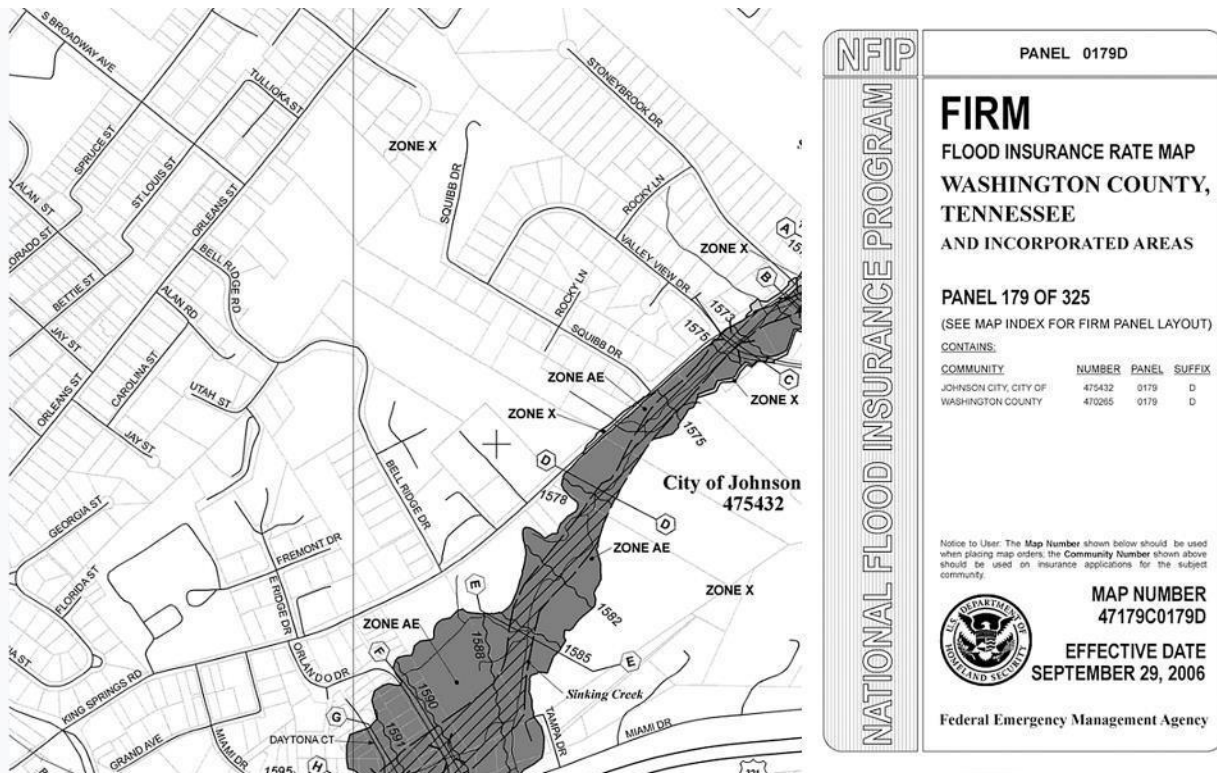 S BROADWAY AVE
TULLIOKA ST
STONEYBROOK DR
SPRUCE ST
ST LOUIS ST
ZONE X
SQUIBB DR
ROCKY LN
ALAN ST
ORLEANS ST
ORADO ST
BELL RIDGE RD
VALLEY VIEW DR
ZONE X
A
B
BETTIE ST
ALAN RD
ROCKY LN
1573
1575
JAY ST
SQUIBB DR
C
CAROLINA ST
UTAH ST
ZONE AE
ZONE X
ZONE X
ORLEANS ST
1575
JAY ST
D
BELL RIDGE DR
1578
City of Johnson
475432
D
GEORGIA ST
FREMONT DR
ZONE AE
FLORIDA ST
E RIDGE DR
E
ZONE X
1582
ZONE AE
1588
1585
E
ORLANDO DR
F
KING SPRINGS RD
1590
Sinking Creek
G
TAMPA DR
MIAMI DR
DAYTONA CT
1591
GRAND AVE
MIAMI DR
1595
H
NFIP
PANEL 0179D
NATIONAL FLOOD INSURANCE PROGRAM
FIRM
FLOOD INSURANCE RATE MAP
WASHINGTON COUNTY,
TENNESSEE
AND INCORPORATED AREAS
PANEL 179 OF 325
(SEE MAP INDEX FOR FIRM PANEL LAYOUT)
CONTAINS:
COMMUNITY NUMBER PANEL SUFFIX
JOHNSON CITY, CITY OF 475432 0179 D
WASHINGTON COUNTY 470265 0179 D
Notice to User: The Map Number shown below should be used
when placing map orders; the Community Number shown above
should be used on insurance applications for the subject
community.
U.S. DEPARTMENT OF HOMELAND SECURITY
MAP NUMBER
47179C0179D
EFFECTIVE DATE
SEPTEMBER 29, 2006
Federal Emergency Management Agency